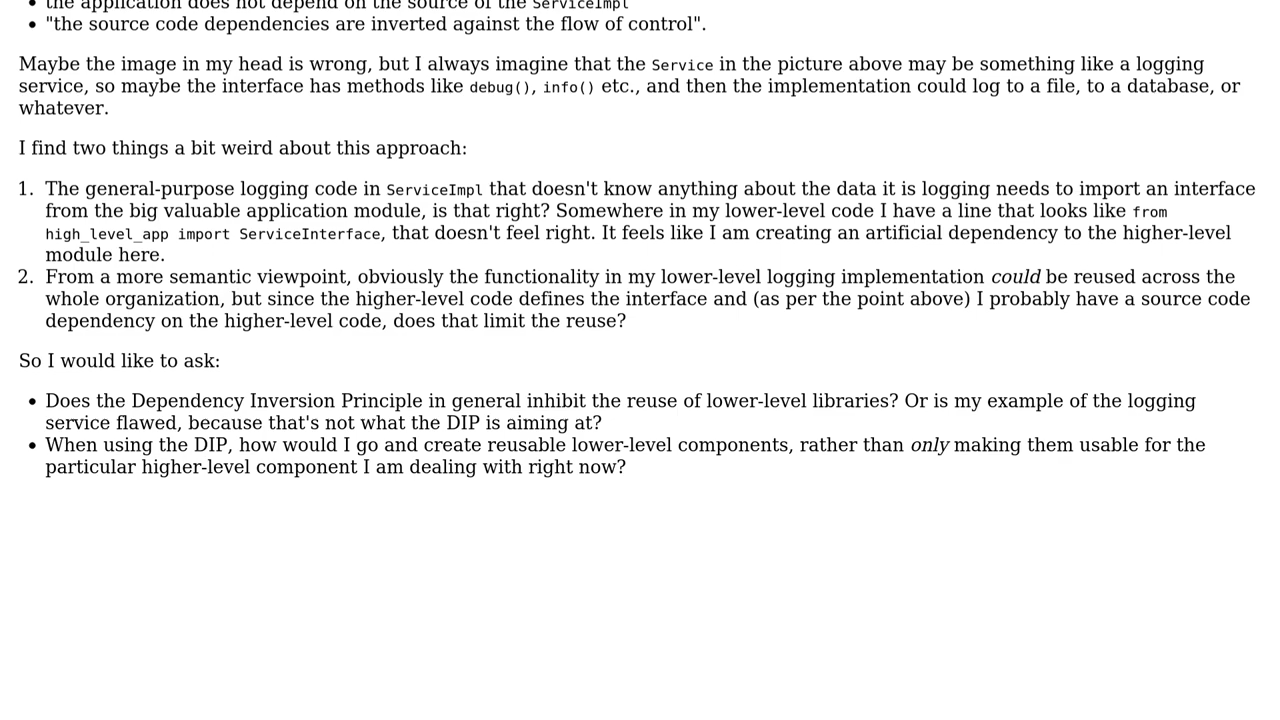 the application does not depend on the source of the ServiceImpl
• "the source code dependencies are inverted against the flow of control".
Maybe the image in my head is wrong, but I always imagine that the Service in the picture above may be something like a logging
service, so maybe the interface has methods like debug(), info() etc., and then the implementation could log to a file, to a database, or
whatever.
I find two things a bit weird about this approach:
1. The general-purpose logging code in ServiceImpl that doesn't know anything about the data it is logging needs to import an interface
from the big valuable application module, is that right? Somewhere in my lower-level code I have a line that looks like from
high_level_app import ServiceInterface, that doesn't feel right. It feels like I am creating an artificial dependency to the higher-level
module here.
2. From a more semantic viewpoint, obviously the functionality in my lower-level logging implementation could be reused across the
whole organization, but since the higher-level code defines the interface and (as per the point above) I probably have a source code
dependency on the higher-level code, does that limit the reuse?
So I would like to ask:
• Does the Dependency Inversion Principle in general inhibit the reuse of lower-level libraries? Or is my example of the logging
service flawed, because that's not what the DIP is aiming at?
• When using the DIP, how would I go and create reusable lower-level components, rather than only making them usable for the
particular higher-level component I am dealing with right now?